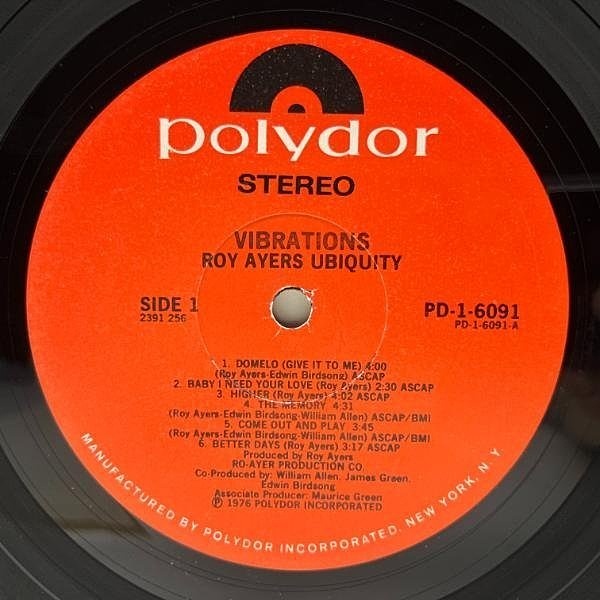 polydor
STEREO
VIBRATIONS
ROY AYERS UBIQUITY
SIDE 1
2391 256
PD-1-6091
PD-1-6091-A
1. DOMELO (GIVE IT TO ME) 4:00
(Roy Ayers-Edwin Birdsong) ASCAP
2. BABY I NEED YOUR LOVE (Roy Ayers) 2:30 ASCAP
3. HIGHER (Roy Ayers) 4:02 ASCAP
4. THE MEMORY 4:31
(Roy Ayers-Edwin Birdsong-William Allen) ASCAP/BMI
5. COME OUT AND PLAY 3:45
(Roy Ayers-Edwin Birdsong-William Allen) ASCAP/BMI
6. BETTER DAYS (Roy Ayers) 3:17 ASCAP
Produced by Roy Ayers
RO-AYER PRODUCTION CO.
Co-Produced by: William Allen, James Green,
Edwin Birdsong
Associate Producer: Maurice Green
Ⓟ 1976 POLYDOR INCORPORATED
MANUFACTURED BY POLYDOR INCORPORATED, NEW YORK, N.Y.